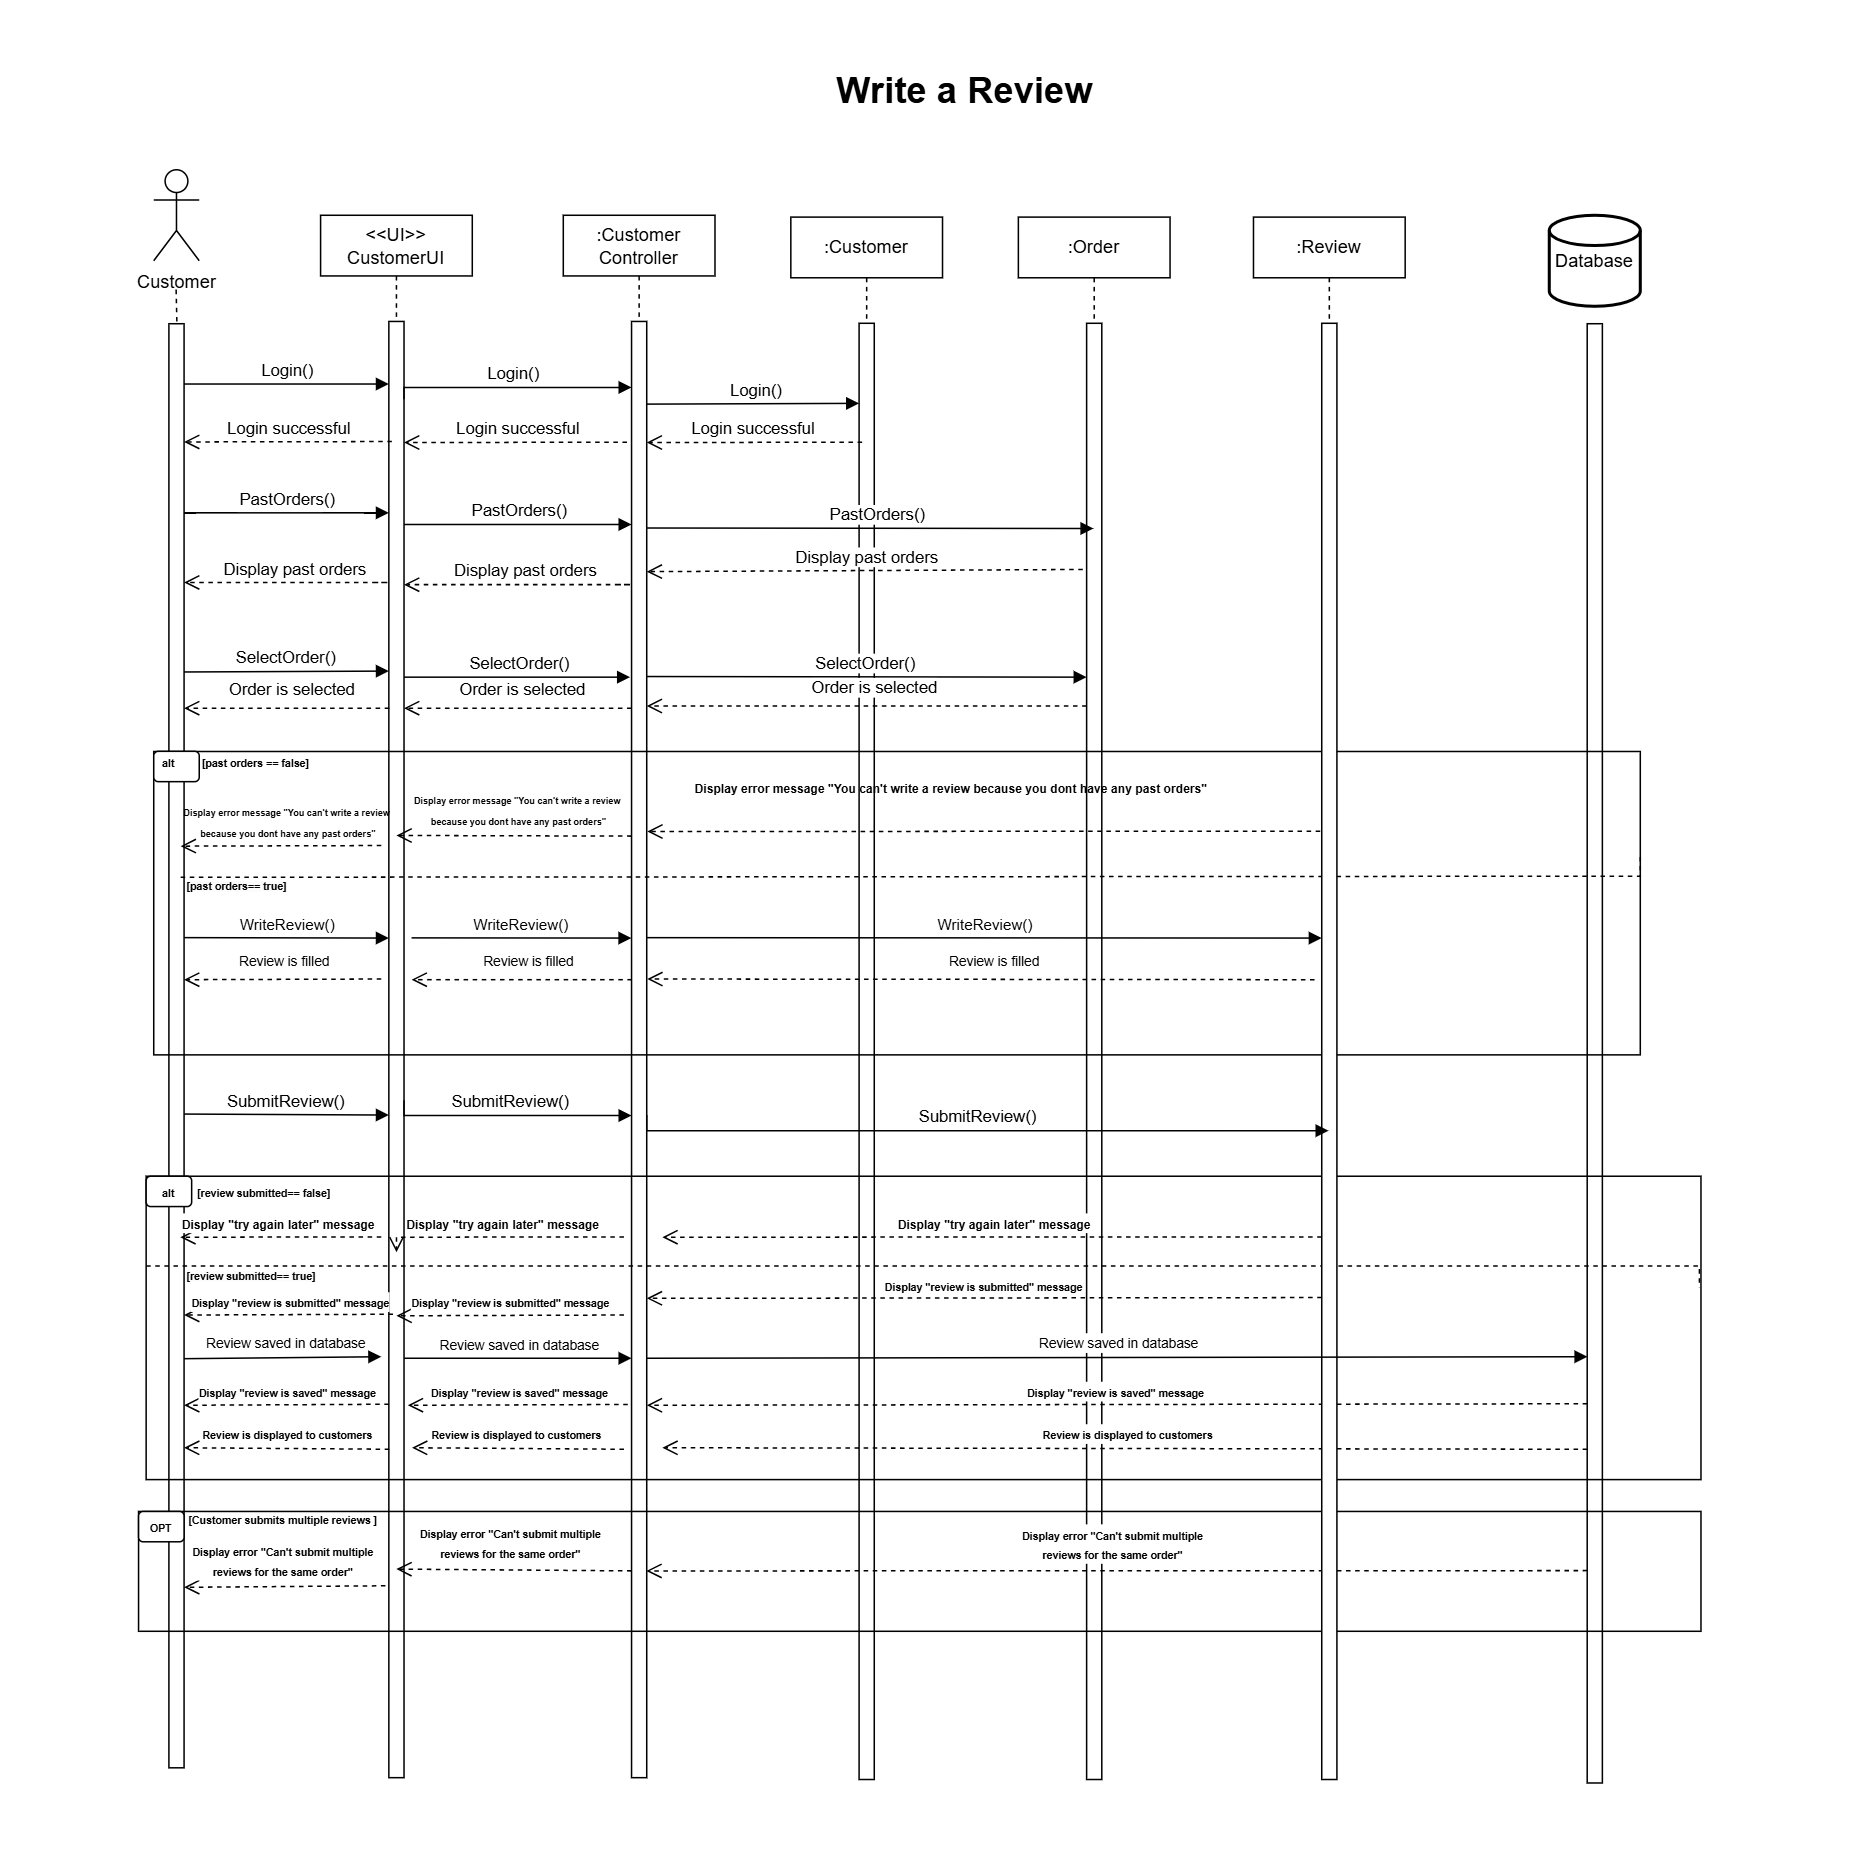 Write a Review
Customer
<<UI>>
CustomerUI
:Customer
Controller
:Customer
:Order
:Review
Database
Login()
Login()
Login()
Login successful
Login successful
Login successful
PastOrders()
PastOrders()
PastOrders()
Display past orders
Display past orders
Display past orders
SelectOrder()
SelectOrder()
SelectOrder()
Order is selected
Order is selected
Order is selected
alt
[past orders == false]
Display error message "You can't write a review
because you dont have any past orders"
Display error message "You can't write a review
because you dont have any past orders"
Display error message "You can't write a review because you dont have any past orders"
[past orders== true]
WriteReview()
WriteReview()
WriteReview()
Review is filled
Review is filled
Review is filled
SubmitReview()
SubmitReview()
SubmitReview()
alt
[review submitted== false]
Display "try again later" message
Display "try again later" message
Display "try again later" message
[review submitted== true]
Display "review is submitted" message
Display "review is submitted" message
Display "review is submitted" message
Review saved in database
Review saved in database
Review saved in database
Display "review is saved" message
Display "review is saved" message
Display "review is saved" message
Review is displayed to customers
Review is displayed to customers
Review is displayed to customers
OPT
[Customer submits multiple reviews ]
Display error "Can't submit multiple
reviews for the same order"
Display error "Can't submit multiple
reviews for the same order"
Display error "Can't submit multiple
reviews for the same order"